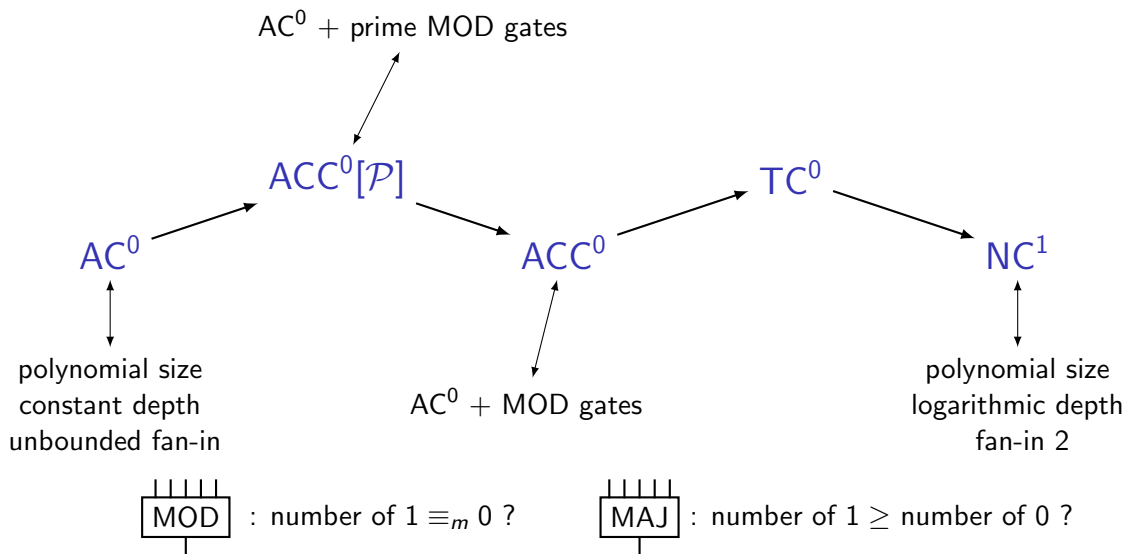 AC⁰ + prime MOD gates
ACC⁰[𝒫]
TC⁰
AC⁰
ACC⁰
NC¹
polynomial size
constant depth
unbounded fan-in
AC⁰ + MOD gates
polynomial size
logarithmic depth
fan-in 2
MOD : number of 1 ≡ₘ 0 ?
MAJ : number of 1 ≥ number of 0 ?